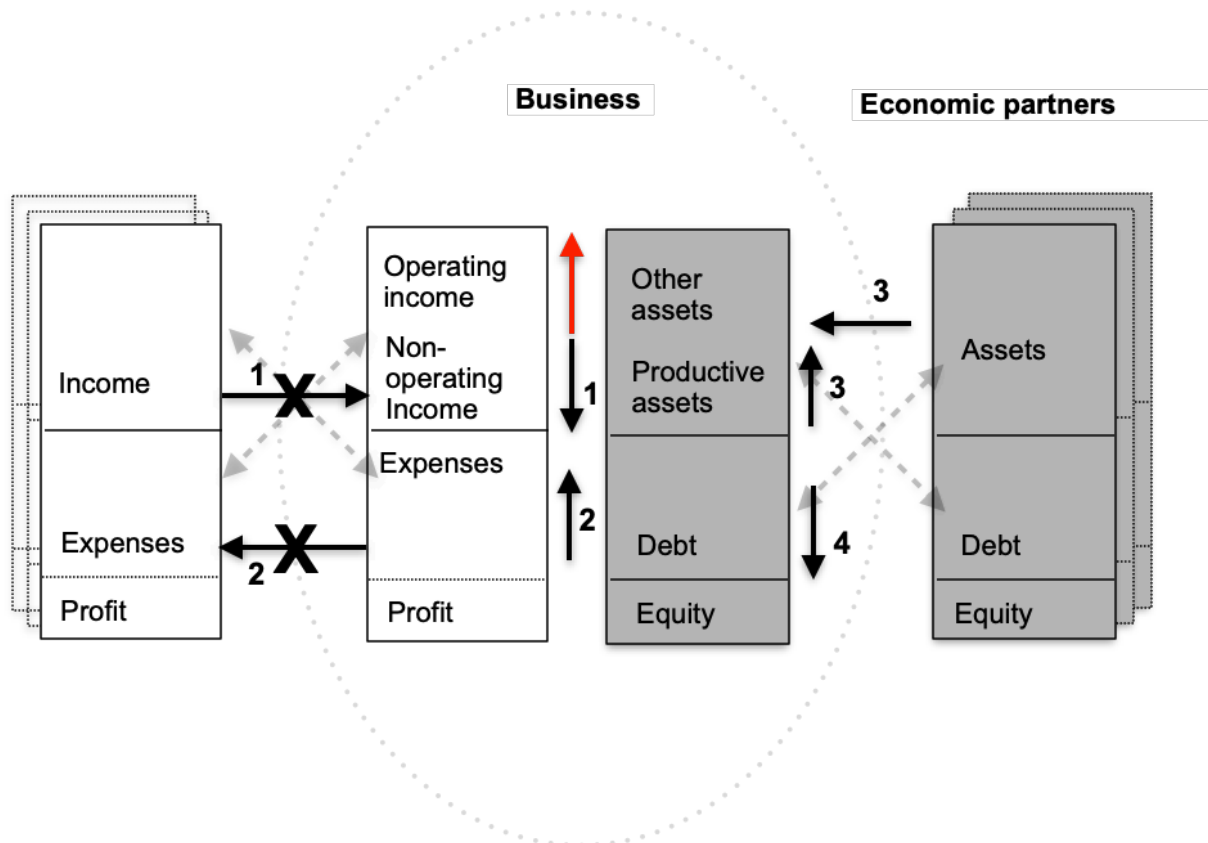 Business
Economic partners
Income
Expenses
Profit
1
X
2
X
Operating
income
Non-
operating
Income
Expenses
Profit
1
2
Other
assets
Productive
assets
Debt
Equity
3
3
4
Assets
Debt
Equity